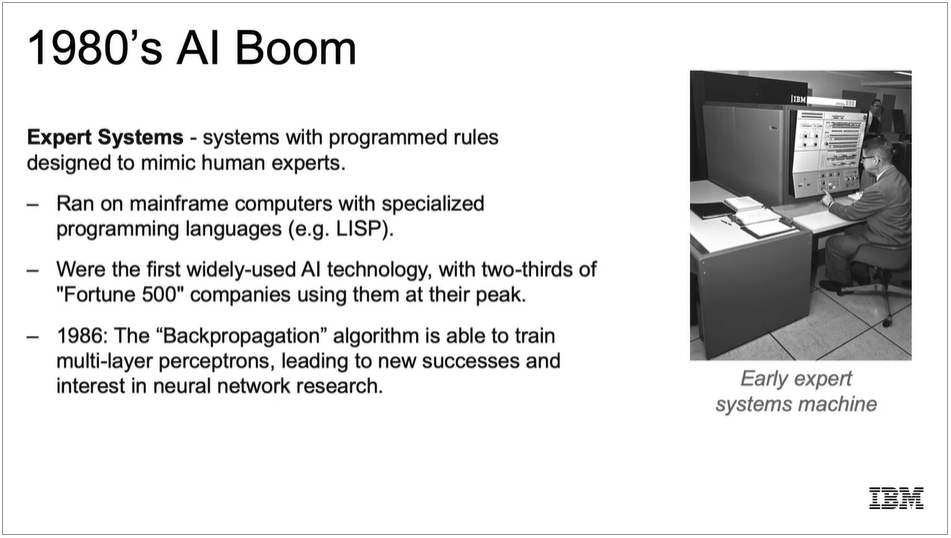 1980's AI Boom
Expert Systems - systems with programmed rules
designed to mimic human experts.
– Ran on mainframe computers with specialized
programming languages (e.g. LISP).
– Were the first widely-used AI technology, with two-thirds of
"Fortune 500" companies using them at their peak.
– 1986: The “Backpropagation” algorithm is able to train
multi-layer perceptrons, leading to new successes and
interest in neural network research.
IBM
Early expert
systems machine
IBM